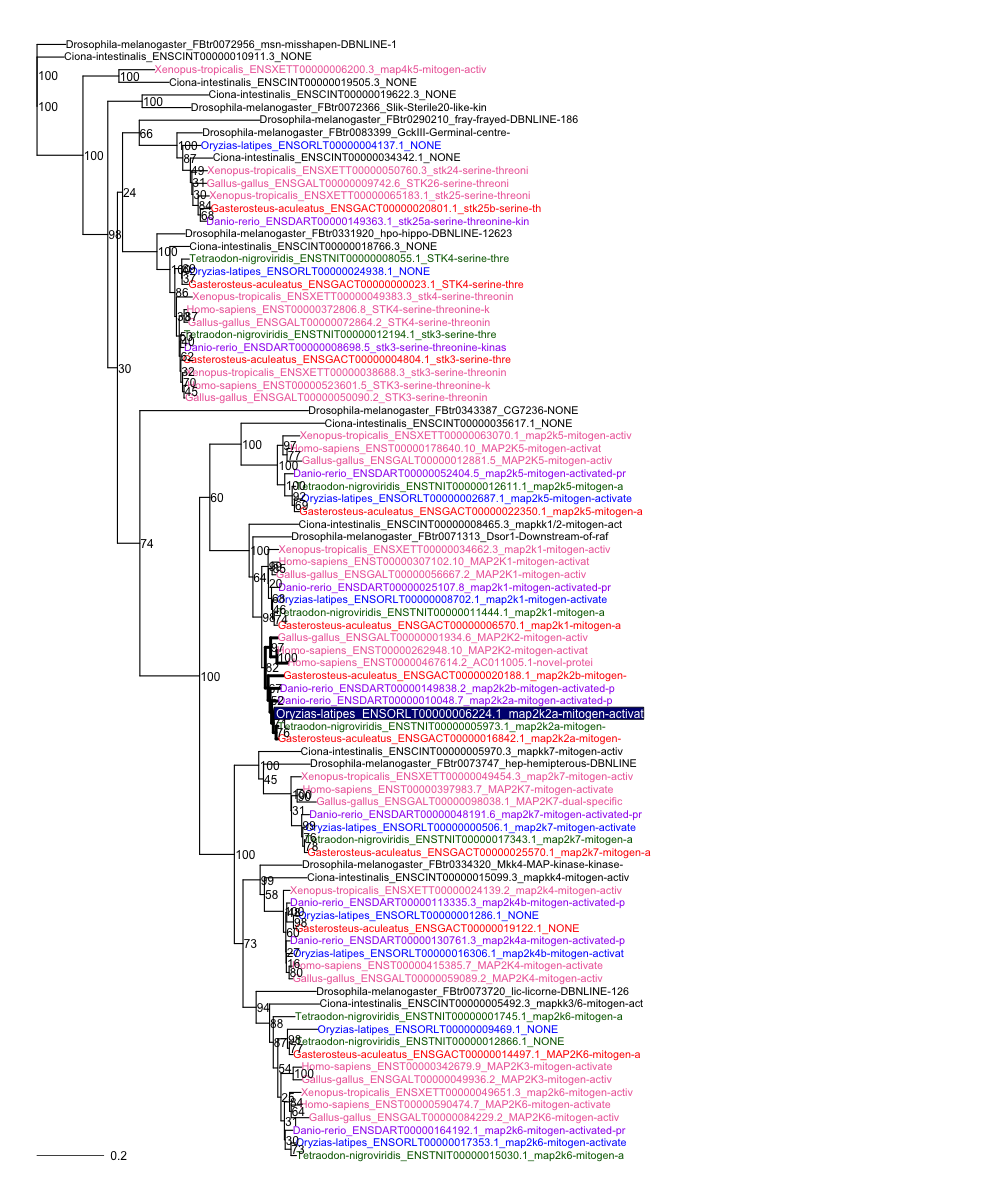 Drosophila-melanogaster_FBtr0072956_msn-misshapen-DBNLINE-1
Ciona-intestinalis_ENSCINT00000010911.3_NONE
100
Xenopus-tropicalis_ENSXETT00000006200.3_map4k5-mitogen-activ
100
Ciona-intestinalis_ENSCINT00000019505.3_NONE
Ciona-intestinalis_ENSCINT00000019622.3_NONE
100
100
Drosophila-melanogaster_FBtr0072366_Slik-Sterile20-like-kin
Drosophila-melanogaster_FBtr0290210_fray-frayed-DBNLINE-186
66
Drosophila-melanogaster_FBtr0083399_GckIII-Germinal-centre-
100
Oryzias-latipes_ENSORLT00000004137.1_NONE
100
87
Ciona-intestinalis_ENSCINT00000034342.1_NONE
49
Xenopus-tropicalis_ENSXETT00000050760.3_stk24-serine-threoni
31
Gallus-gallus_ENSGALT00000009742.6_STK26-serine-threoni
24
30
Xenopus-tropicalis_ENSXETT00000065183.1_stk25-serine-threoni
84
Gasterosteus-aculeatus_ENSGACT00000020801.1_stk25b-serine-th
68
Danio-rerio_ENSDART00000149363.1_stk25a-serine-threonine-kin
98
Drosophila-melanogaster_FBtr0331920_hpo-hippo-DBNLINE-12623
100
Ciona-intestinalis_ENSCINT00000018766.3_NONE
Tetraodon-nigroviridis_ENSTNIT00000008055.1_STK4-serine-thre
Oryzias-latipes_ENSORLT00000024938.1_NONE
37
Gasterosteus-aculeatus_ENSGACT00000000023.1_STK4-serine-thre
86
Xenopus-tropicalis_ENSXETT00000049383.3_stk4-serine-threonin
Homo-sapiens_ENST00000372806.8_STK4-serine-threonine-k
Gallus-gallus_ENSGALT00000072864.2_STK4-serine-threonin
Tetraodon-nigroviridis_ENSTNIT00000012194.1_stk3-serine-thre
Danio-rerio_ENSDART00000008698.5_stk3-serine-threonine-kinas
62
Gasterosteus-aculeatus_ENSGACT00000004804.1_stk3-serine-thre
30
32
Xenopus-tropicalis_ENSXETT00000038688.3_stk3-serine-threonin
70
Homo-sapiens_ENST00000523601.5_STK3-serine-threonine-k
45
Gallus-gallus_ENSGALT00000050090.2_STK3-serine-threonin
Drosophila-melanogaster_FBtr0343387_CG7236-NONE
Ciona-intestinalis_ENSCINT00000035617.1_NONE
Xenopus-tropicalis_ENSXETT00000063070.1_map2k5-mitogen-activ
100
97
Homo-sapiens_ENST00000178640.10_MAP2K5-mitogen-activat
77
Gallus-gallus_ENSGALT00000012881.5_MAP2K5-mitogen-activ
100
Danio-rerio_ENSDART00000052404.5_map2k5-mitogen-activated-pr
100
Tetraodon-nigroviridis_ENSTNIT00000012611.1_map2k5-mitogen-a
60
92
Oryzias-latipes_ENSORLT00000002687.1_map2k5-mitogen-activate
69
Gasterosteus-aculeatus_ENSGACT00000022350.1_map2k5-mitogen-a
Ciona-intestinalis_ENSCINT00000008465.3_mapkk1/2-mitogen-act
Drosophila-melanogaster_FBtr0071313_Dsor1-Downstream-of-raf
74
100
Xenopus-tropicalis_ENSXETT00000034662.3_map2k1-mitogen-activ
Homo-sapiens_ENST00000307102.10_MAP2K1-mitogen-activat
Gallus-gallus_ENSGALT00000056667.2_MAP2K1-mitogen-activ
64
20
Danio-rerio_ENSDART00000025107.8_map2k1-mitogen-activated-pr
68
Oryzias-latipes_ENSORLT00000008702.1_map2k1-mitogen-activate
46
Tetraodon-nigroviridis_ENSTNIT00000011444.1_map2k1-mitogen-a
98
74
Gasterosteus-aculeatus_ENSGACT00000006570.1_map2k1-mitogen-a
Gallus-gallus_ENSGALT00000001934.6_MAP2K2-mitogen-activ
97
Homo-sapiens_ENST00000262948.10_MAP2K2-mitogen-activat
100
Homo-sapiens_ENST00000467614.2_AC011005.1-novel-protei
82
100
Gasterosteus-aculeatus_ENSGACT00000020188.1_map2k2b-mitogen-
67
Danio-rerio_ENSDART00000149838.2_map2k2b-mitogen-activated-p
52
Danio-rerio_ENSDART00000010048.7_map2k2a-mitogen-activated-p
Oryzias-latipes_ENSORLT00000006224.1_map2k2a-mitogen-activat
Tetraodon-nigroviridis_ENSTNIT00000005973.1_map2k2a-mitogen-
76
Gasterosteus-aculeatus_ENSGACT00000016842.1_map2k2a-mitogen-
Ciona-intestinalis_ENSCINT00000005970.3_mapkk7-mitogen-activ
100
Drosophila-melanogaster_FBtr0073747_hep-hemipterous-DBNLINE
45
Xenopus-tropicalis_ENSXETT00000049454.3_map2k7-mitogen-activ
Homo-sapiens_ENST00000397983.7_MAP2K7-mitogen-activate
Gallus-gallus_ENSGALT00000098038.1_MAP2K7-dual-specific
31
Danio-rerio_ENSDART00000048191.6_map2k7-mitogen-activated-pr
99
Oryzias-latipes_ENSORLT00000000506.1_map2k7-mitogen-activate
76
Tetraodon-nigroviridis_ENSTNIT00000017343.1_map2k7-mitogen-a
78
Gasterosteus-aculeatus_ENSGACT00000025570.1_map2k7-mitogen-a
100
Drosophila-melanogaster_FBtr0334320_Mkk4-MAP-kinase-kinase-
99
Ciona-intestinalis_ENSCINT00000015099.3_mapkk4-mitogen-activ
58
Xenopus-tropicalis_ENSXETT00000024139.2_map2k4-mitogen-activ
Danio-rerio_ENSDART00000113335.3_map2k4b-mitogen-activated-p
Oryzias-latipes_ENSORLT00000001286.1_NONE
98
Gasterosteus-aculeatus_ENSGACT00000019122.1_NONE
60
73
Danio-rerio_ENSDART00000130761.3_map2k4a-mitogen-activated-p
27
Oryzias-latipes_ENSORLT00000016306.1_map2k4b-mitogen-activat
16
Homo-sapiens_ENST00000415385.7_MAP2K4-mitogen-activate
80
Gallus-gallus_ENSGALT00000059089.2_MAP2K4-mitogen-activ
Drosophila-melanogaster_FBtr0073720_lic-licorne-DBNLINE-126
94
Ciona-intestinalis_ENSCINT00000005492.3_mapkk3/6-mitogen-act
88
Tetraodon-nigroviridis_ENSTNIT00000001745.1_map2k6-mitogen-a
Oryzias-latipes_ENSORLT00000009469.1_NONE
87
98
Tetraodon-nigroviridis_ENSTNIT00000012866.1_NONE
77
Gasterosteus-aculeatus_ENSGACT00000014497.1_MAP2K6-mitogen-a
54
Homo-sapiens_ENST00000342679.9_MAP2K3-mitogen-activate
100
Gallus-gallus_ENSGALT00000049936.2_MAP2K3-mitogen-activ
Xenopus-tropicalis_ENSXETT00000049651.3_map2k6-mitogen-activ
Homo-sapiens_ENST00000590474.7_MAP2K6-mitogen-activate
64
Gallus-gallus_ENSGALT00000084229.2_MAP2K6-mitogen-activ
31
Danio-rerio_ENSDART00000164192.1_map2k6-mitogen-activated-pr
30
Oryzias-latipes_ENSORLT00000017353.1_map2k6-mitogen-activate
73
Tetraodon-nigroviridis_ENSTNIT00000015030.1_map2k6-mitogen-a
0.2